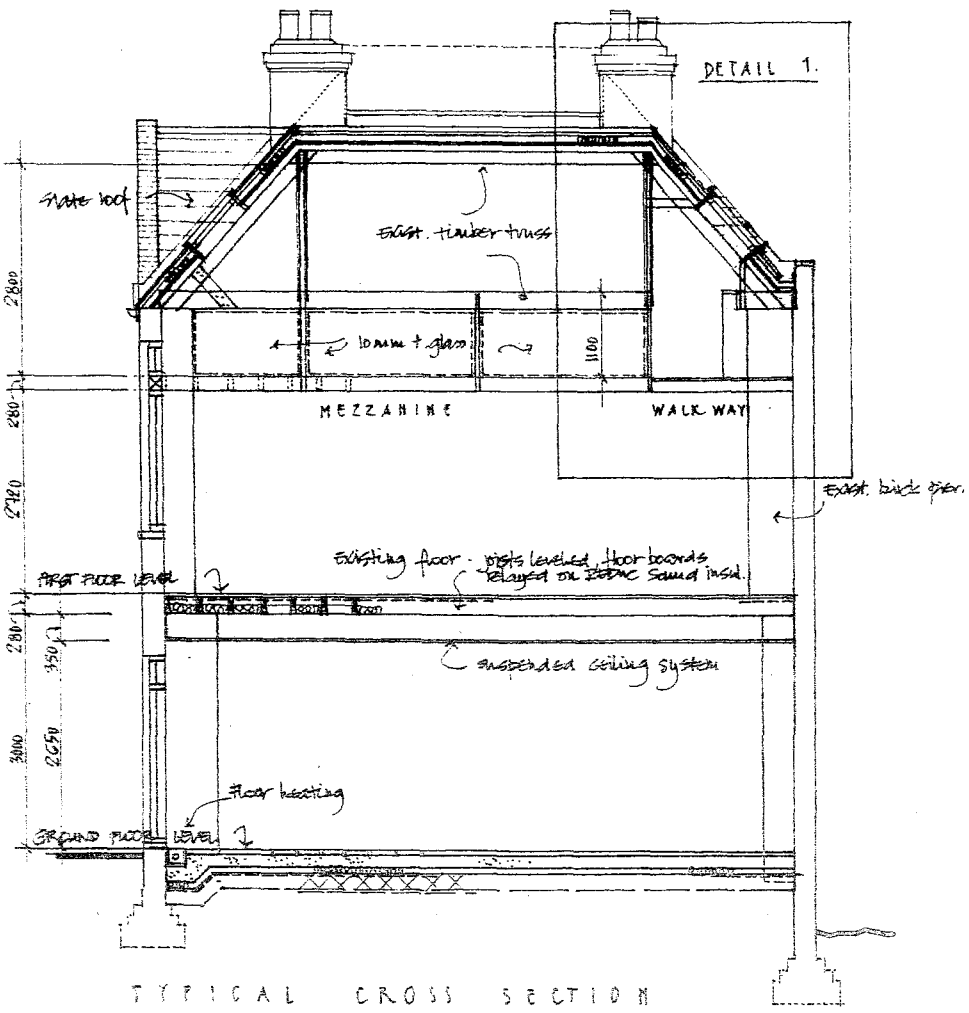 DETAIL 1.
Slate roof
Exist. timber truss
2800
10mm t. glass
1100
280
MEZZANINE
WALK WAY
2720
Exist. brick pier.
Existing floor - joists leveled, floor boards
relayed on Sound insul.
FIRST FLOOR LEVEL
280
350
suspended ceiling system
3000
2650
Floor heating
GROUND FLOOR LEVEL
TYPICAL CROSS SECTION